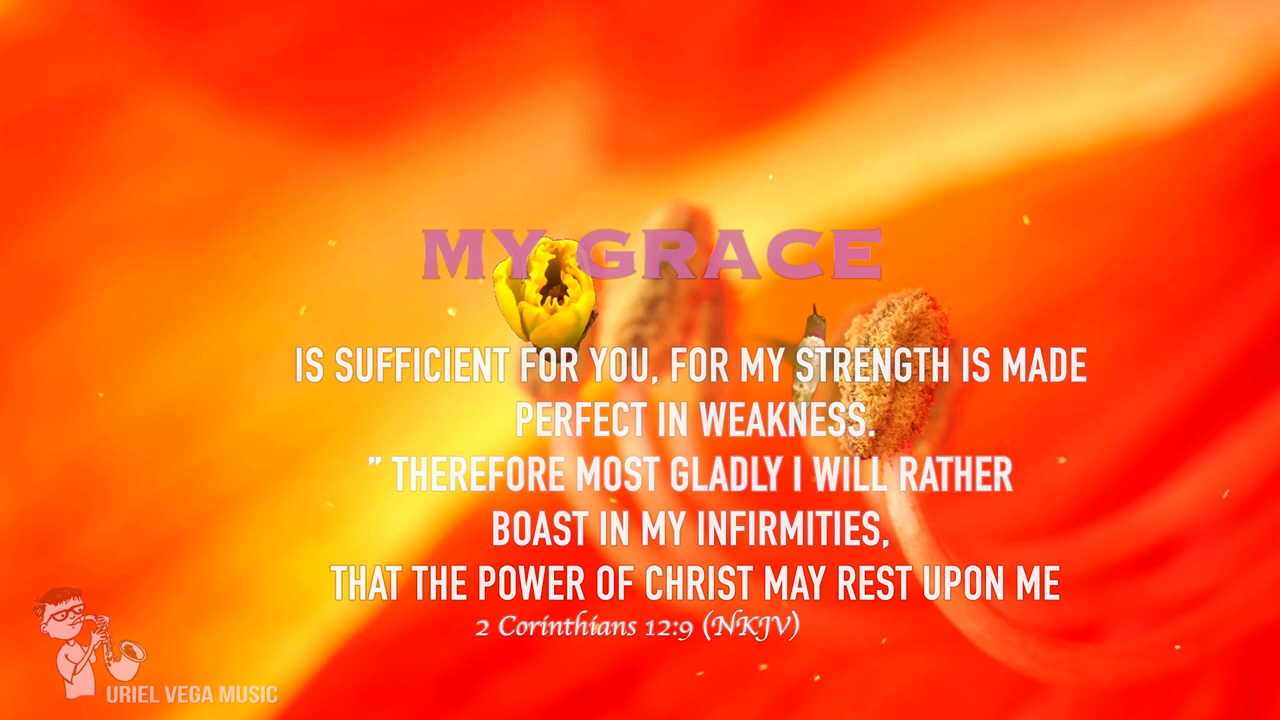 MY GRACE
IS SUFFICIENT FOR YOU, FOR MY STRENGTH IS MADE
PERFECT IN WEAKNESS.
” THEREFORE MOST GLADLY I WILL RATHER
BOAST IN MY INFIRMITIES,
THAT THE POWER OF CHRIST MAY REST UPON ME
2 Corinthians 12:9 (NKJV)
URIEL VEGA MUSIC